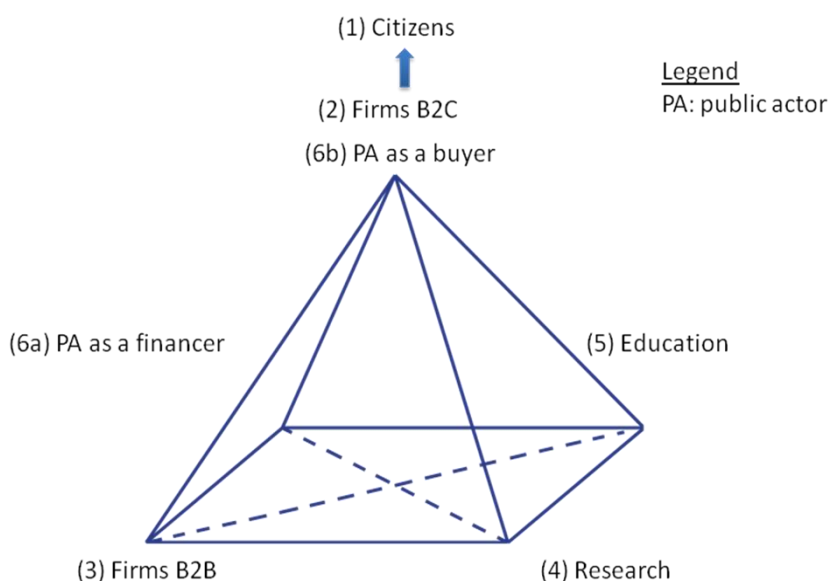 (1) Citizens
Legend
(2) Firms B2C
PA: public actor
(6b) PA as a buyer
(6a) PA as a financer
(5) Education
(3) Firms B2B
(4) Research